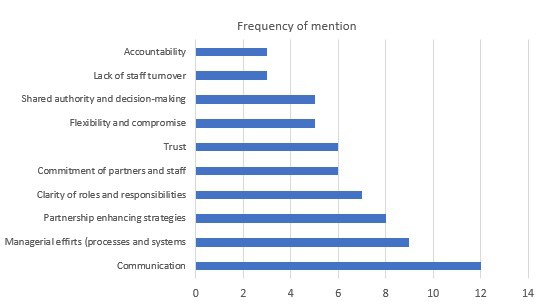 Frequency of mention
Accountability
Lack of staff turnover
Shared authority and decision-making
Flexibility and compromise
Trust
Commitment of partners and staff
Clarity of roles and responsibilities
Partnership enhancing strategies
Managerial effirts (processes and systems
Communication
0 2 4 6 8 10 12 14